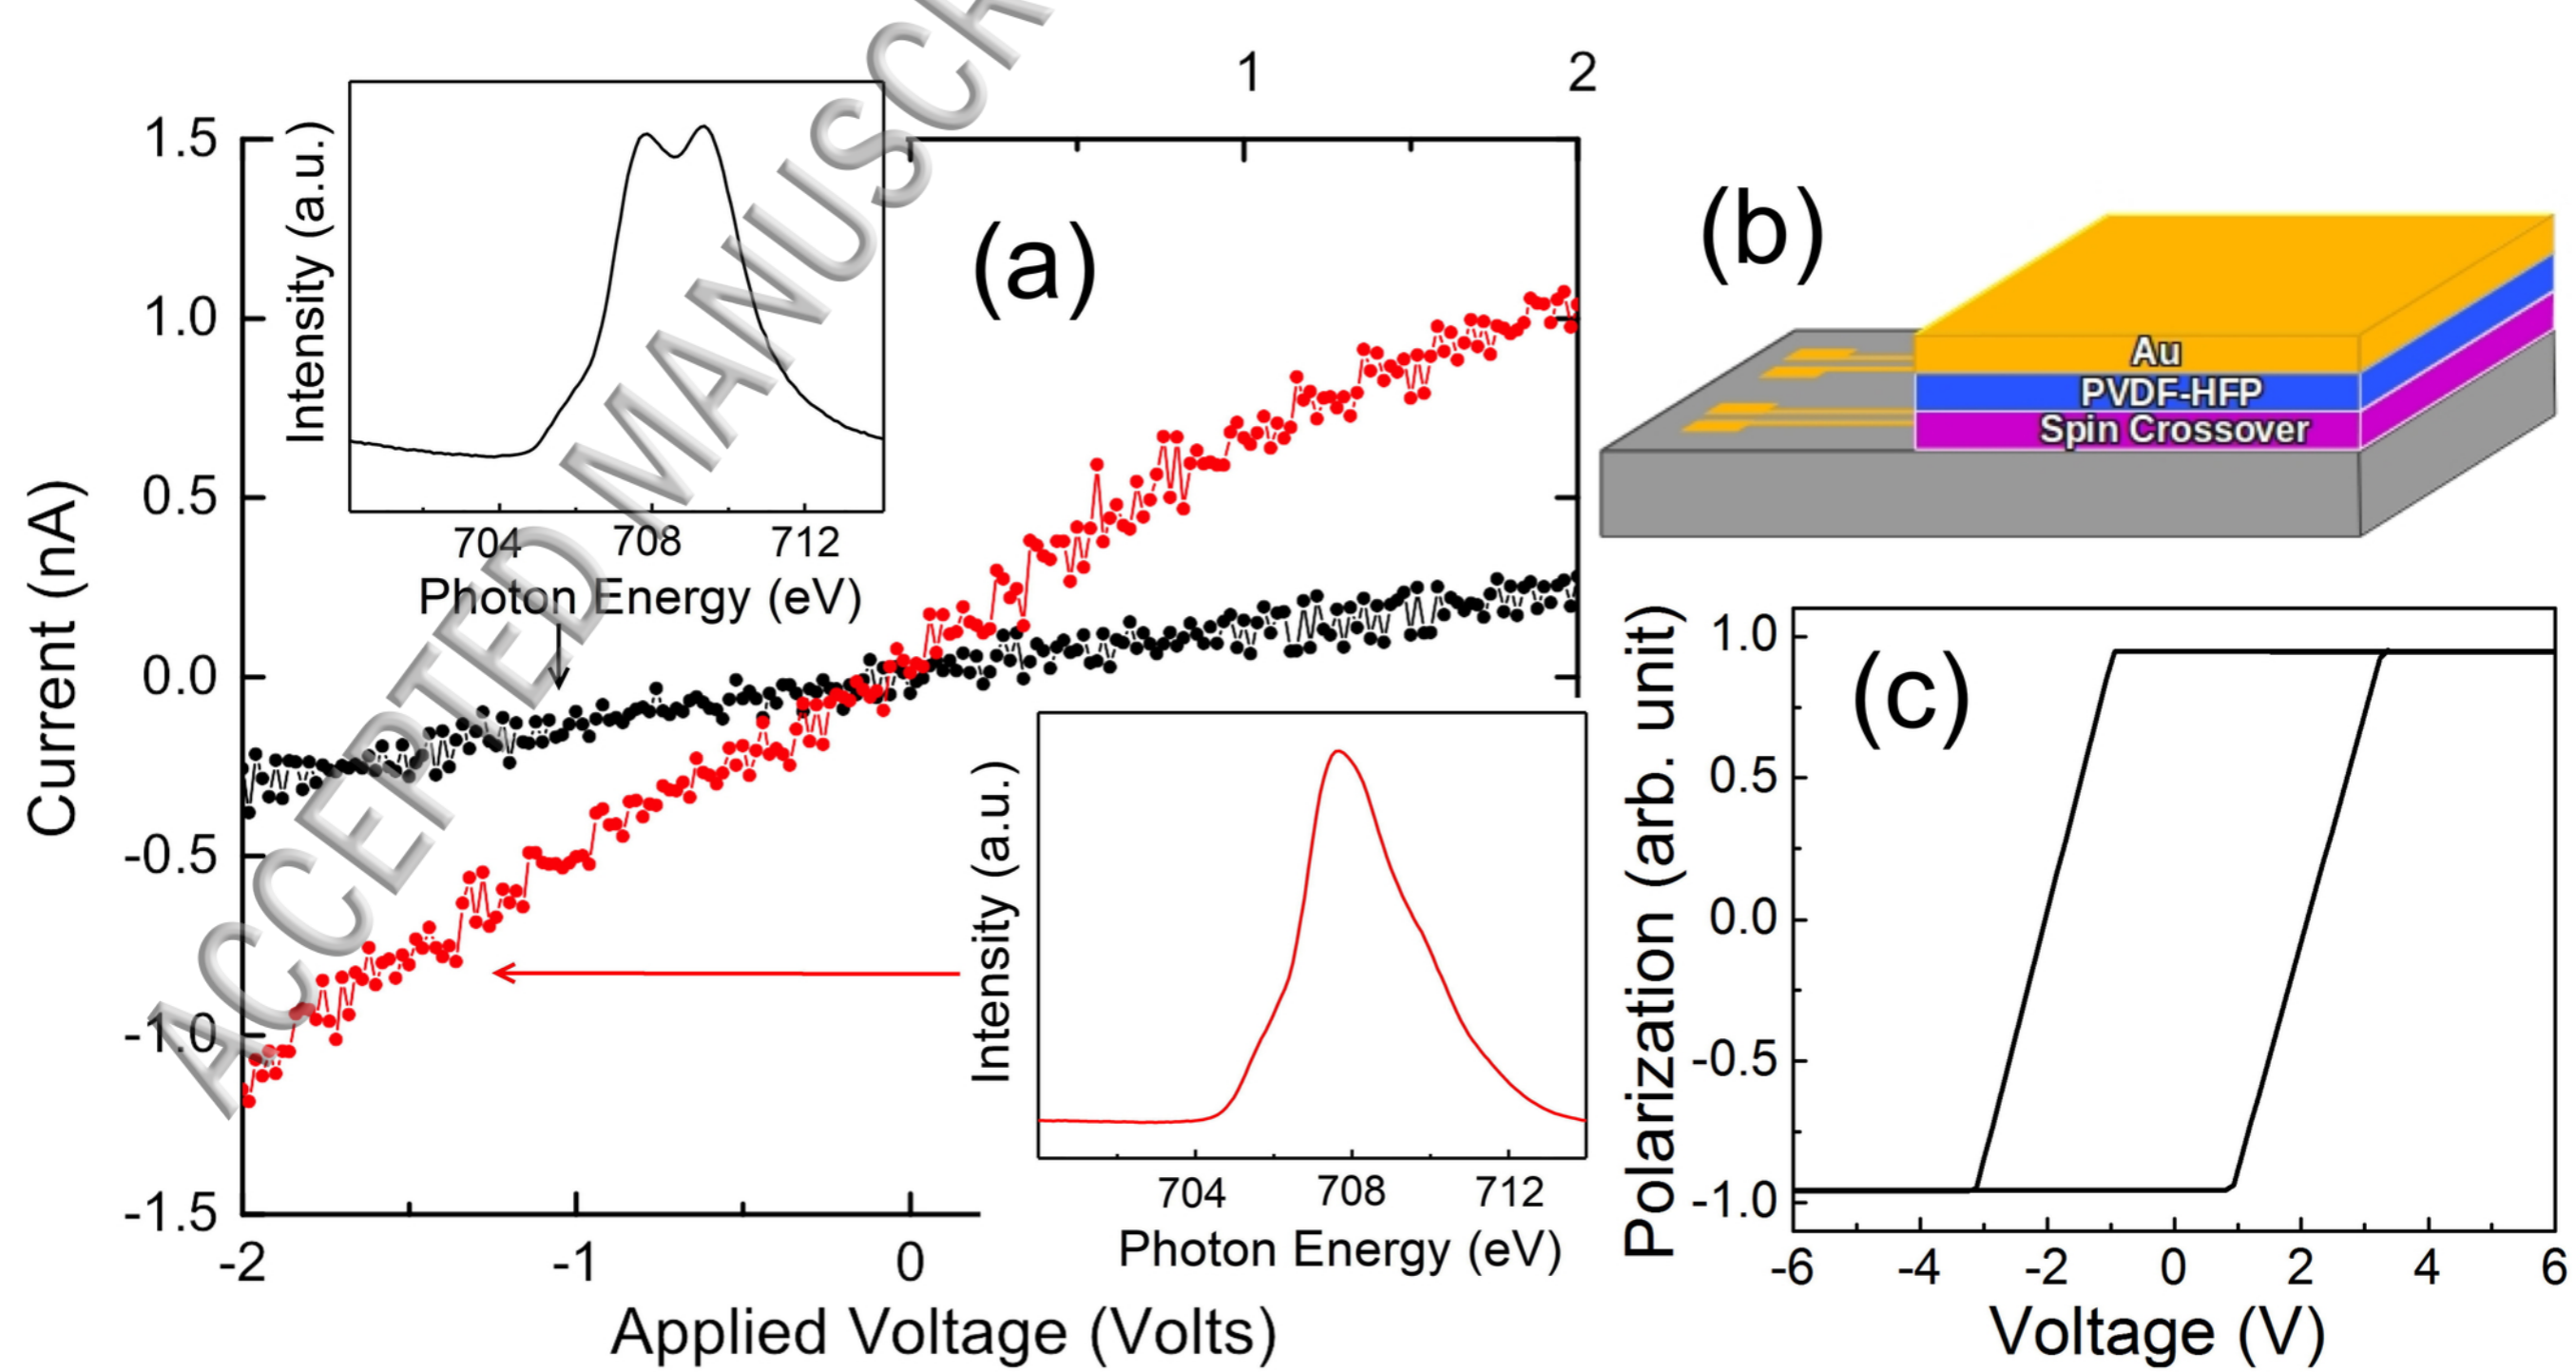 1 2
1.5
1.0
0.5
0.0
-0.5
-1.0
-1.5
Current (nA)
-2 -1 0
Applied Voltage (Volts)
(a)
Intensity (a.u.)
704 708 712
Photon Energy (eV)
Intensity (a.u.)
704 708 712
Photon Energy (eV)
ACCEPTED MANUSCR
(b)
Au
PVDF-HFP
Spin Crossover
(c)
Polarization (arb. unit)
1.0
0.5
0.0
-0.5
-1.0
-6 -4 -2 0 2 4 6
Voltage (V)